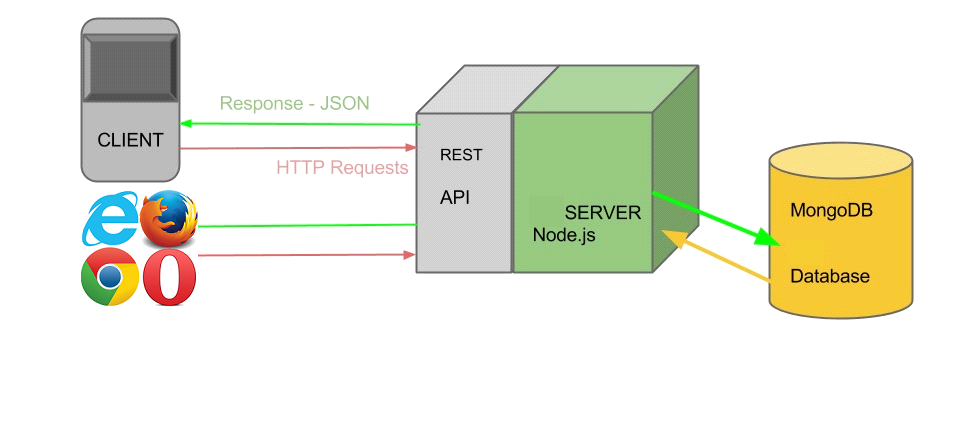 Response - JSON
CLIENT
HTTP Requests
REST
API
SERVER
Node.js
MongoDB
Database